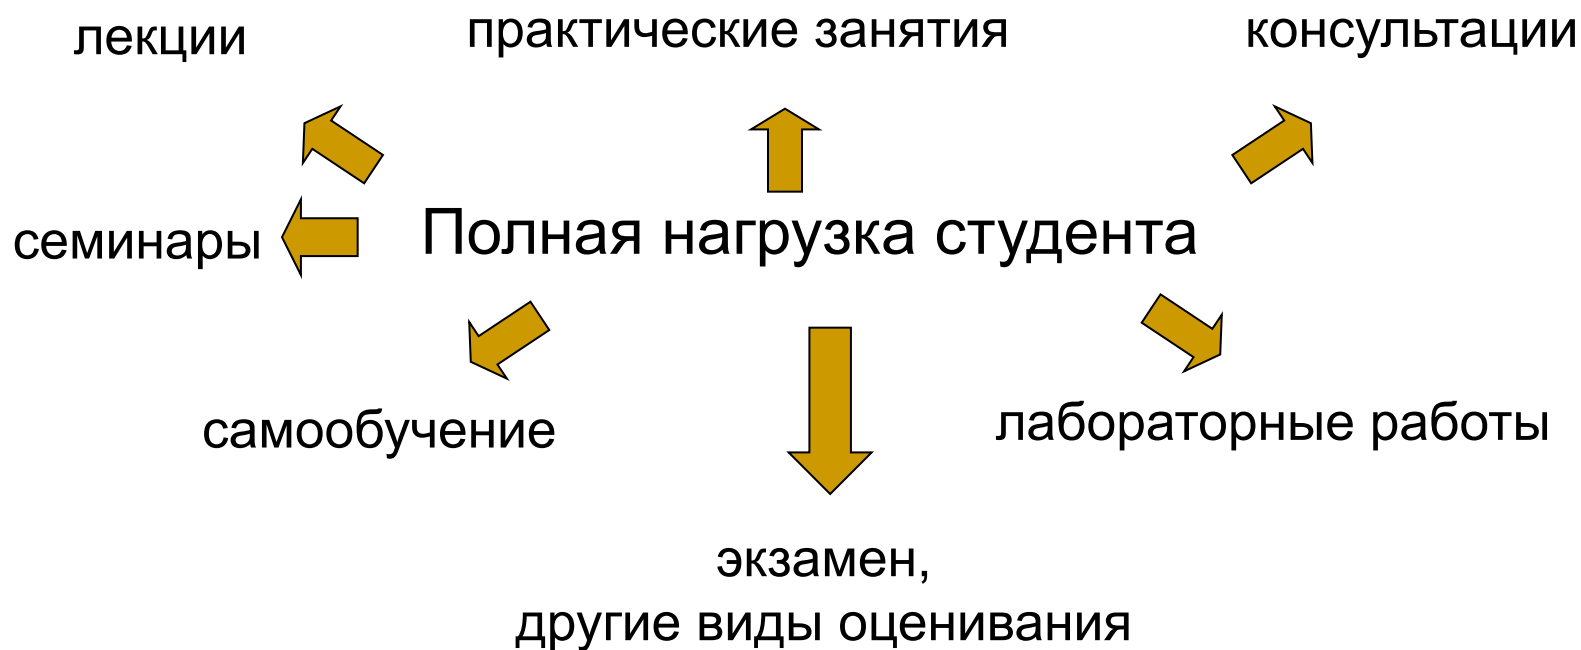 лекции
практические занятия
консультации
семинары
Полная нагрузка студента
самообучение
лабораторные работы
экзамен,
другие виды оценивания